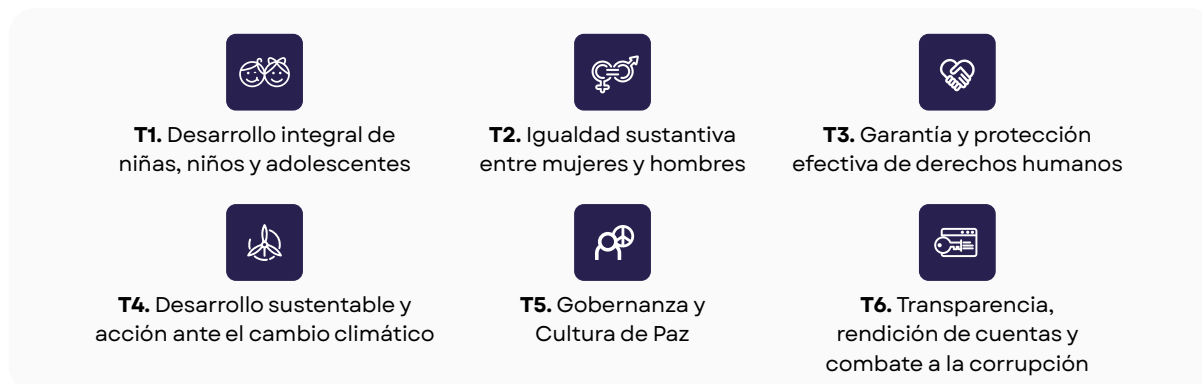 T1. Desarrollo integral de
niñas, niños y adolescentes
T2. Igualdad sustantiva
entre mujeres y hombres
T3. Garantía y protección
efectiva de derechos humanos
T4. Desarrollo sustentable y
acción ante el cambio climático
T5. Gobernanza y
Cultura de Paz
T6. Transparencia,
rendición de cuentas y
combate a la corrupción